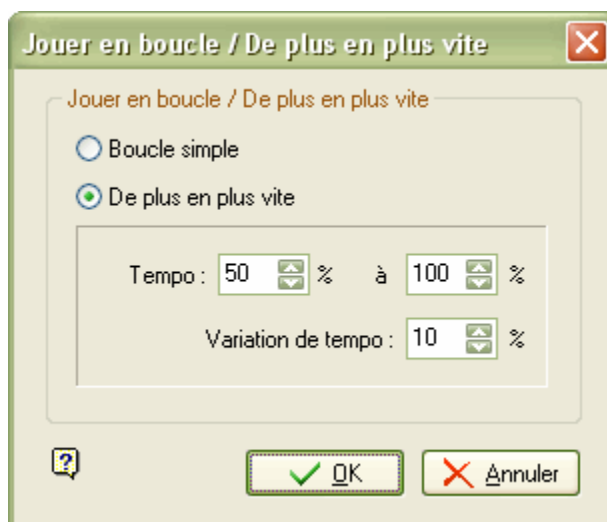 Jouer en boucle / De plus en plus vite
Jouer en boucle / De plus en plus vite
Boucle simple
De plus en plus vite
Tempo : 50 % à 100 %
Variation de tempo : 10 %
? OK Annuler